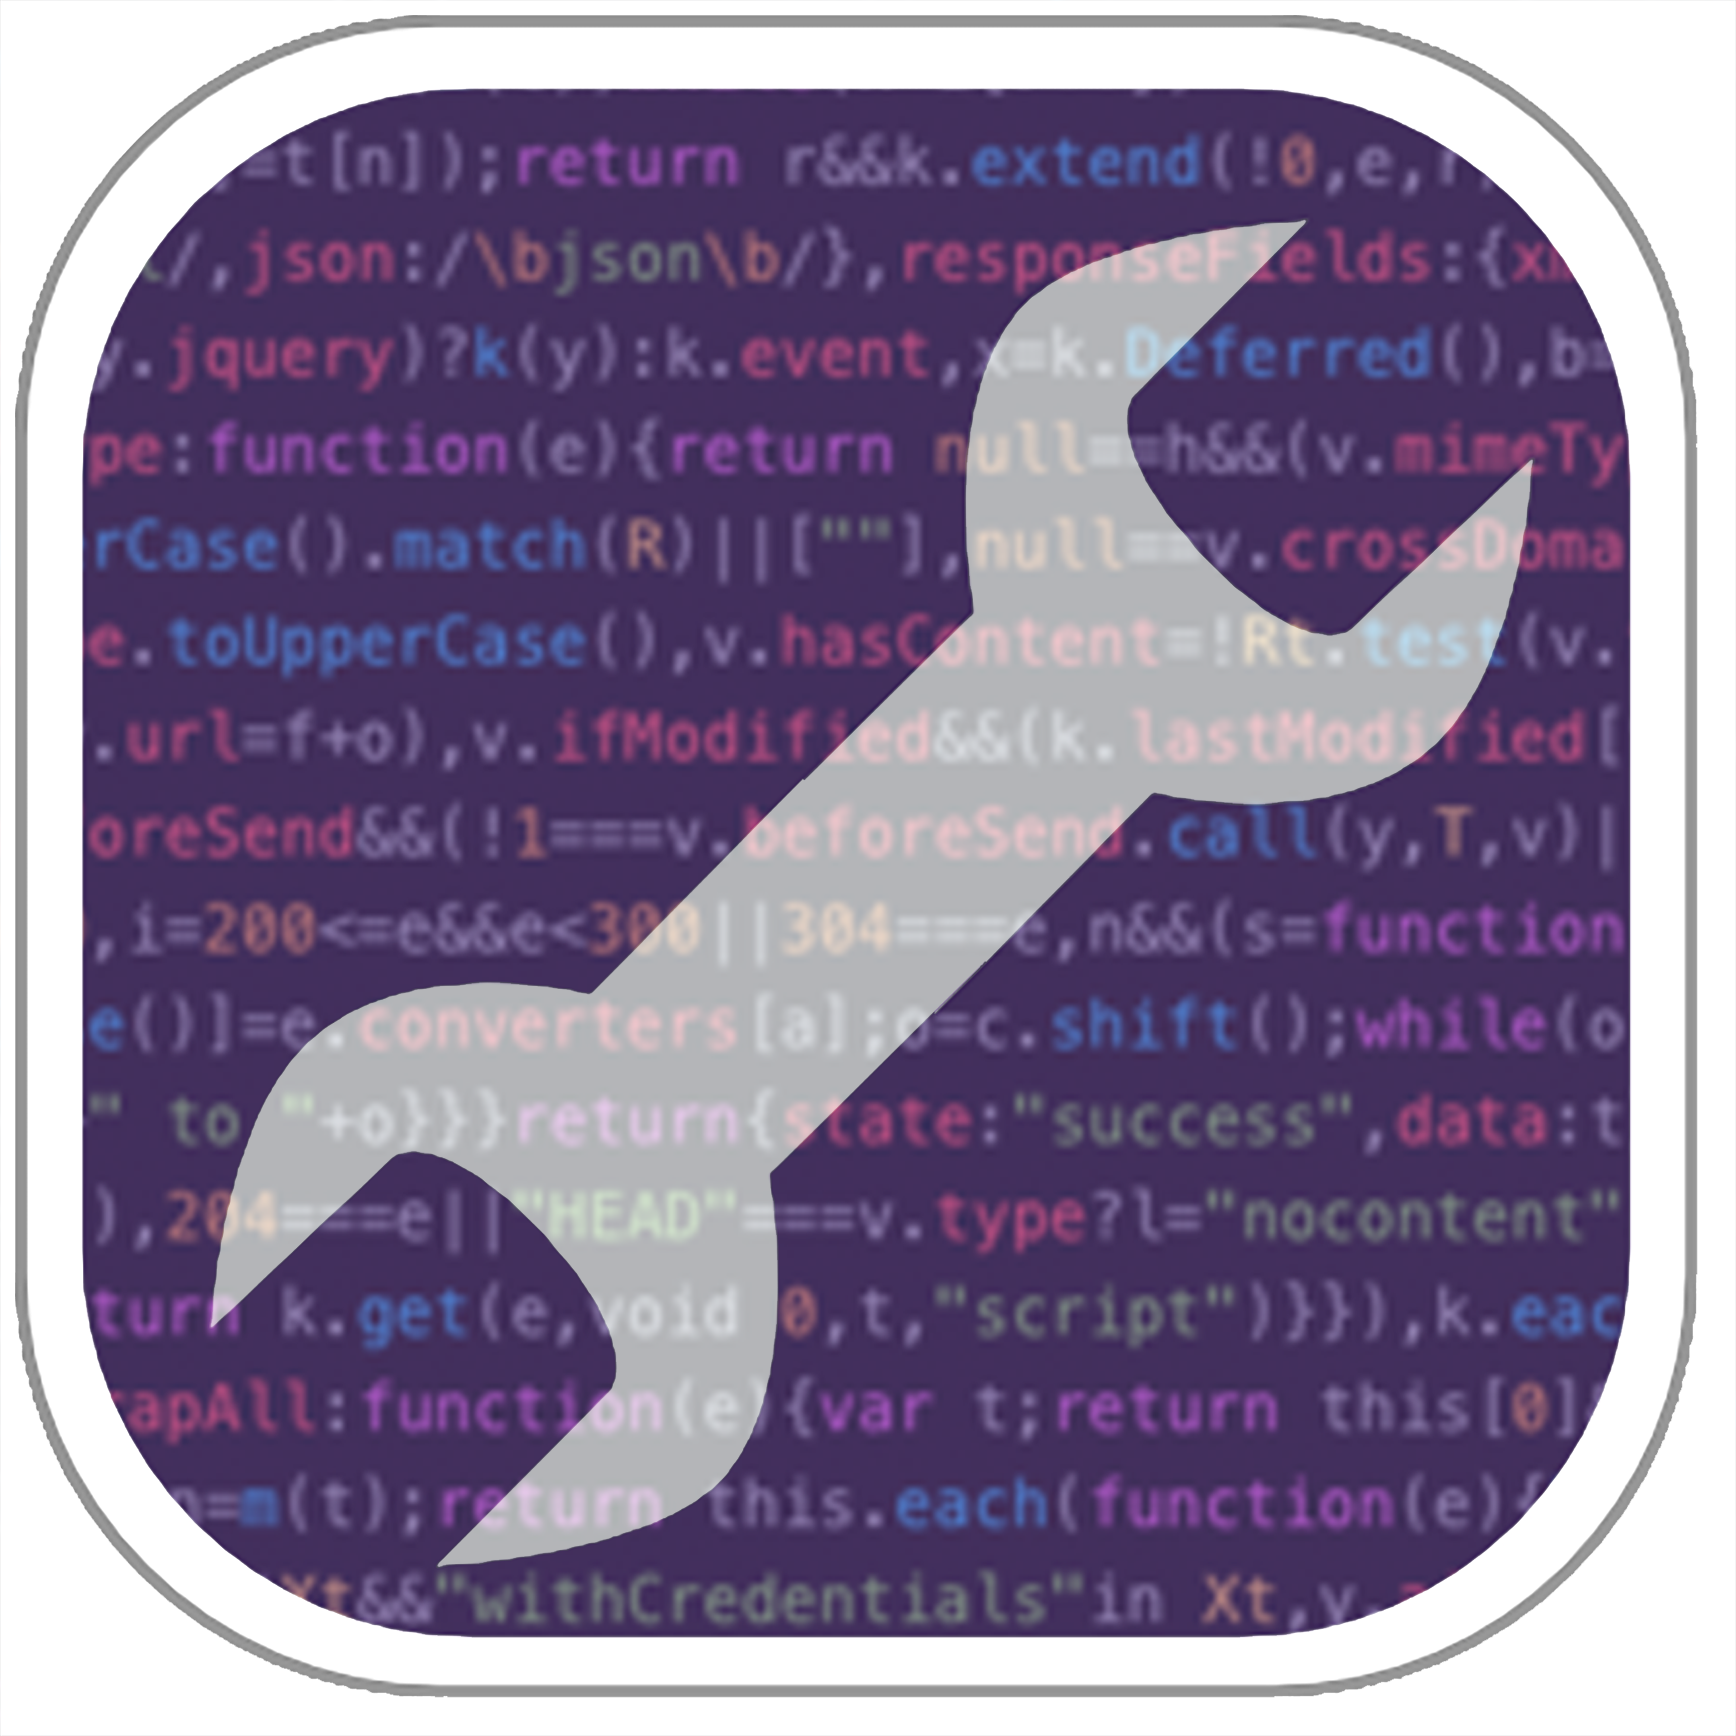 =t[n]);return r&&k.extend(!0,e,r,
/,json:/\bjson\b/},responseFields:{xm
y.jquery)?k(y):k.event,x=k.Deferred(),b=
pe:function(e){return null==h&&(v.mimeTy
rCase().match(R)||[""],null==v.crossDoma
e.toUpperCase(),v.hasContent=!Rt.test(v.
.url=f+o),v.ifModified&&(k.lastModified[
oreSend&&(!1===v.beforeSend.call(y,T,v)|
,i=200<=e&&e<300||304===e,n&&(s=function
e()]=e.converters[a];o=c.shift();while(o
" to "+o}}}return{state:"success",data:t
),204===e||"HEAD"===v.type?l="nocontent"
turn k.get(e,void 0,t,"script")}}),k.eac
rapAll:function(e){var t;return this[0]
n=m(t);return this.each(function(e){
Xt&&"withCredentials"in Xt,v.